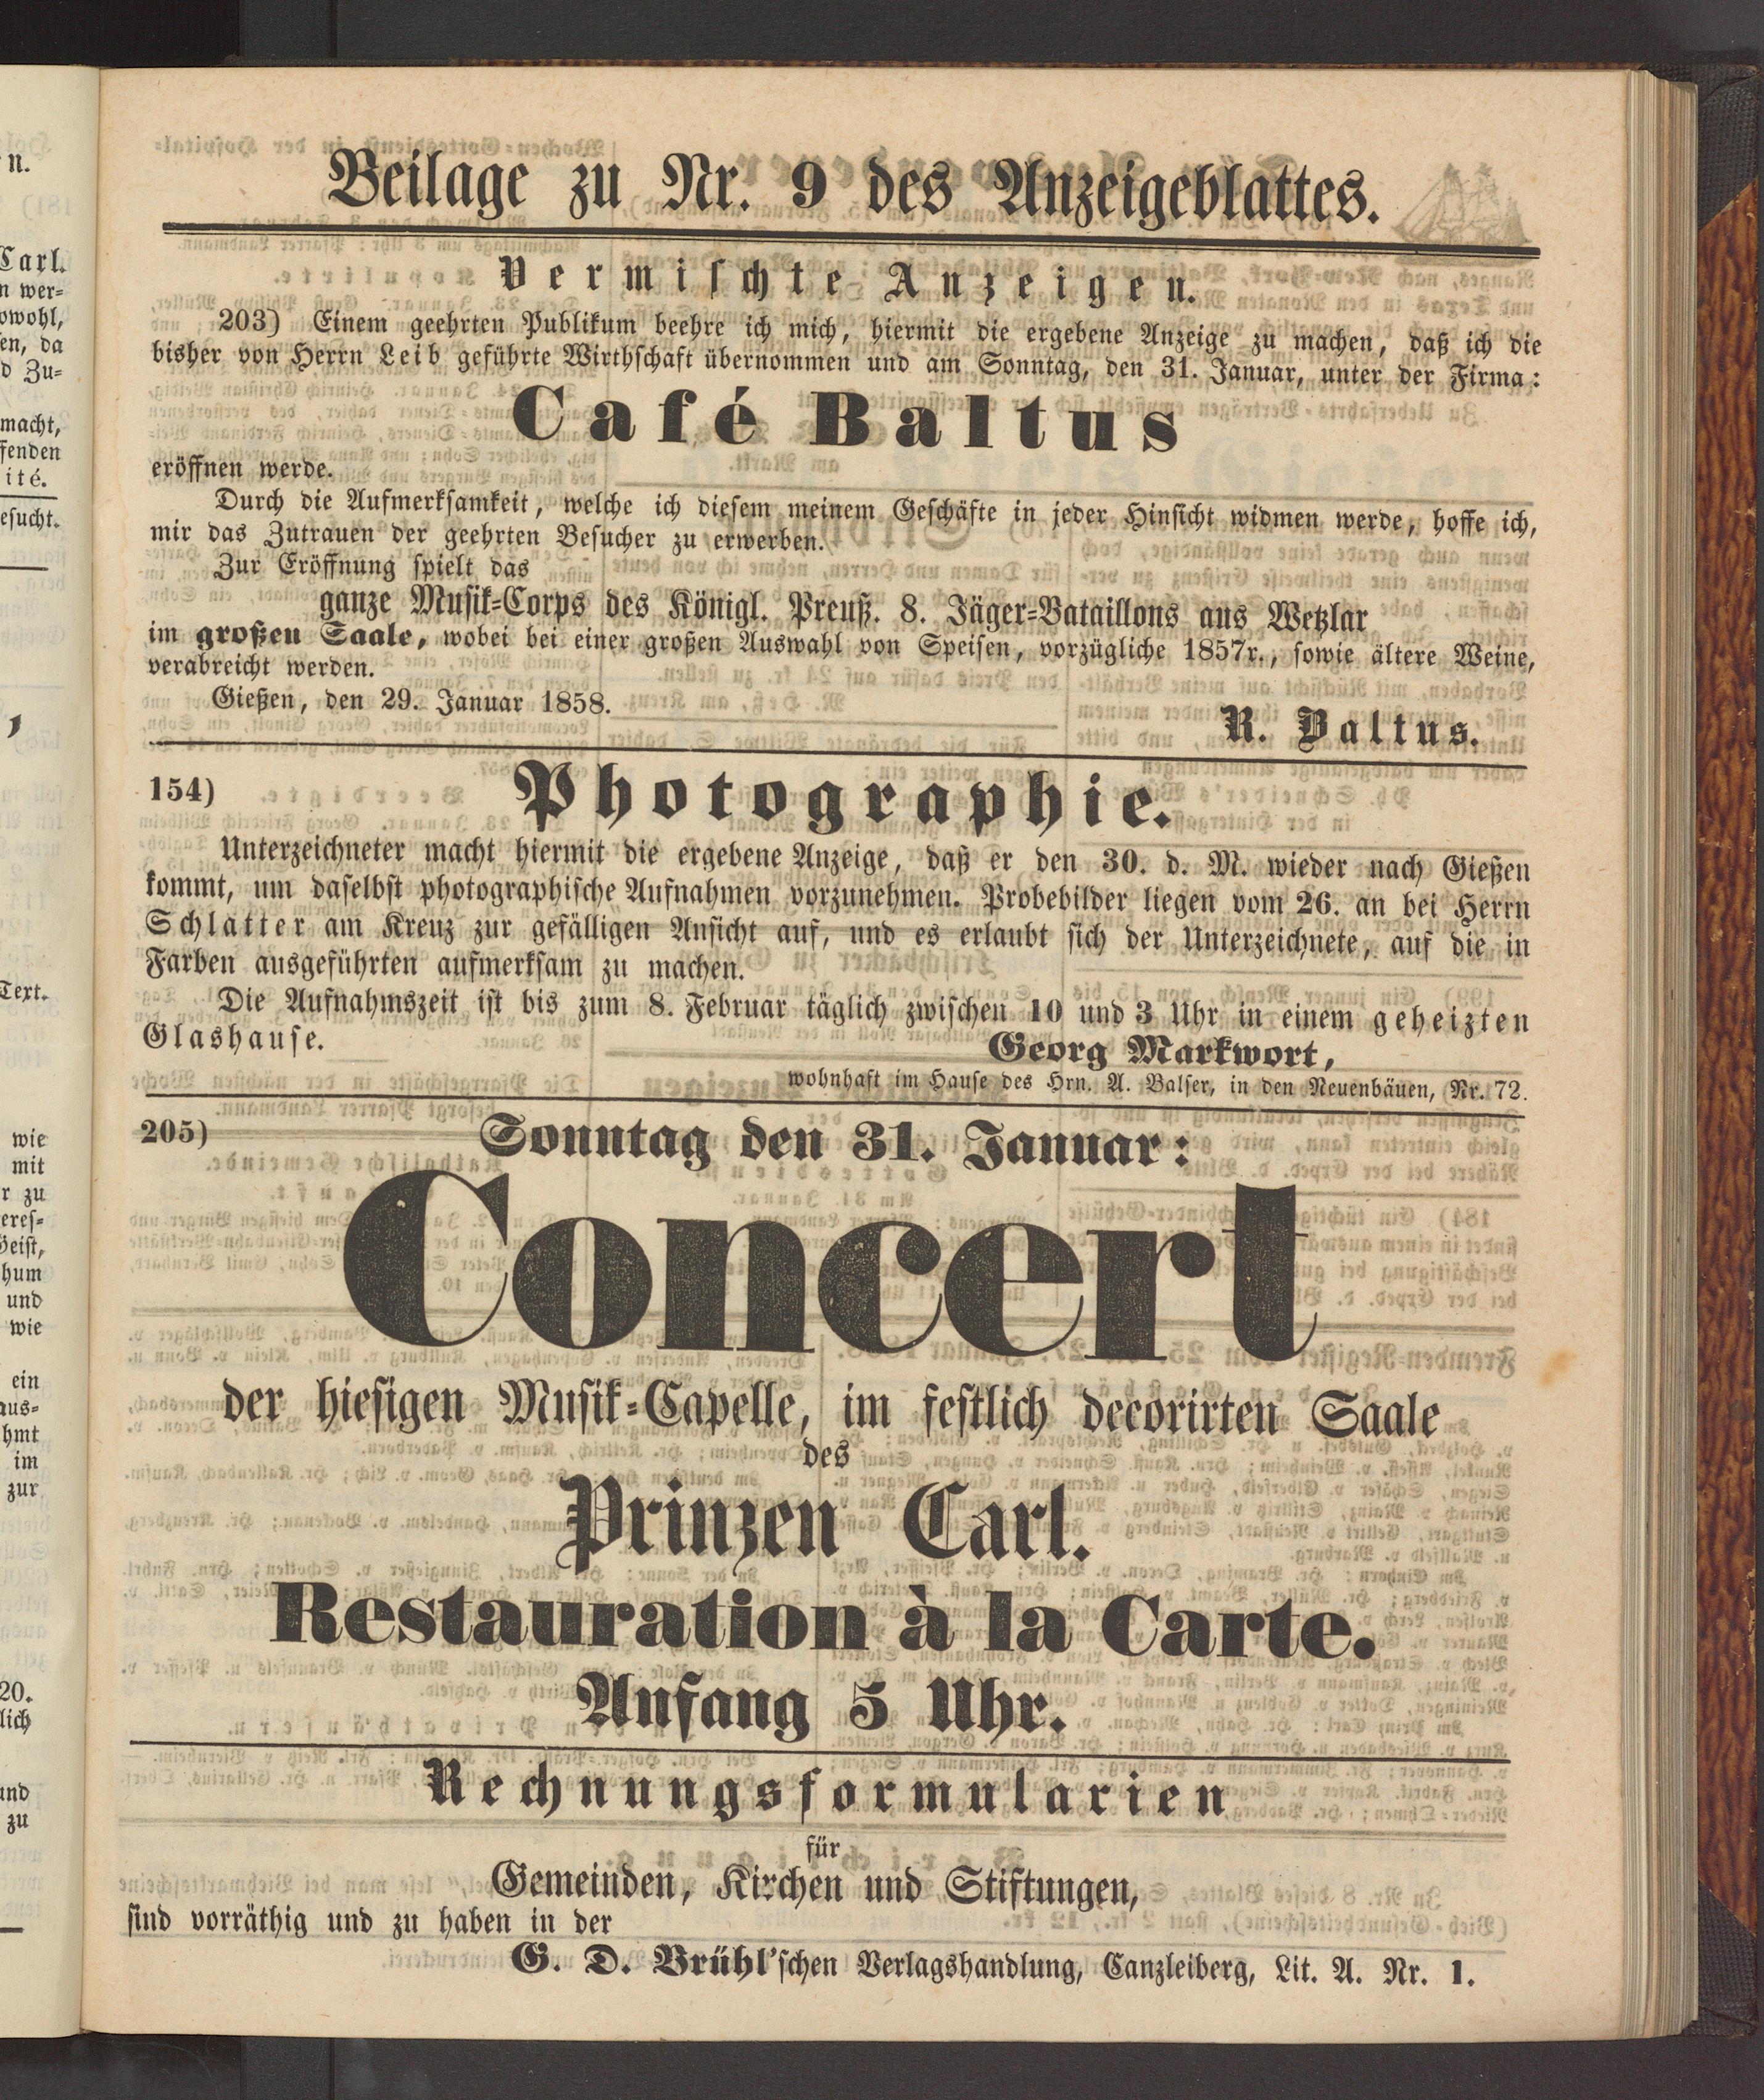 Beilage zu Nr. 9 des Anzeigeblattes.
Vermischte Anzeigen.
203) Einem geehrten Publikum beehre ich mich, hiermit die ergebene Anzeige zu machen, daß ich die
bisher von Herrn Leib geführte Wirthschaft übernommen und am Sonntag, den 31. Januar, unter der Firma:
Café Baltus
eröffnen werde.
Durch die Aufmerksamkeit, welche ich diesem meinem Geschäfte in jeder Hinsicht widmen werde, hoffe ich,
mir das Zutrauen der geehrten Besucher zu erwerben.
Zur Eröffnung spielt das
ganze Musik-Corps des Königl. Preuß. 8. Jäger-Bataillons aus Wetzlar
im großen Saale, wobei bei einer großen Auswahl von Speisen, vorzügliche 1857r., sowie ältere Weine,
verabreicht werden.
Gießen, den 29. Januar 1858.
R. Baltus.
154) Photographie.
Unterzeichneter macht hiermit die ergebene Anzeige, daß er den 30. d. M. wieder nach Gießen
kommt, um daselbst photographische Aufnahmen vorzunehmen. Probebilder liegen vom 26. an bei Herrn
Schlatter am Kreuz zur gefälligen Ansicht auf, und es erlaubt sich der Unterzeichnete, auf die in
Farben ausgeführten aufmerksam zu machen.
Die Aufnahmszeit ist bis zum 8. Februar täglich zwischen 10 und 3 Uhr in einem geheizten
Glashause.
Georg Markwort,
wohnhaft im Hause des Hrn. A. Balser, in den Neuenbäuen, Nr. 72.
205) Sonntag den 31. Januar:
Concert
der hiesigen Musik-Capelle, im festlich decorirten Saale
des
Prinzen Carl.
Restauration à la Carte.
Anfang 5 Uhr.
Rechnungsformularien
für
Gemeinden, Kirchen und Stiftungen,
sind vorräthig und zu haben in der
G. D. Brühl'schen Verlagshandlung, Canzleiberg, Lit. A. Nr. 1.